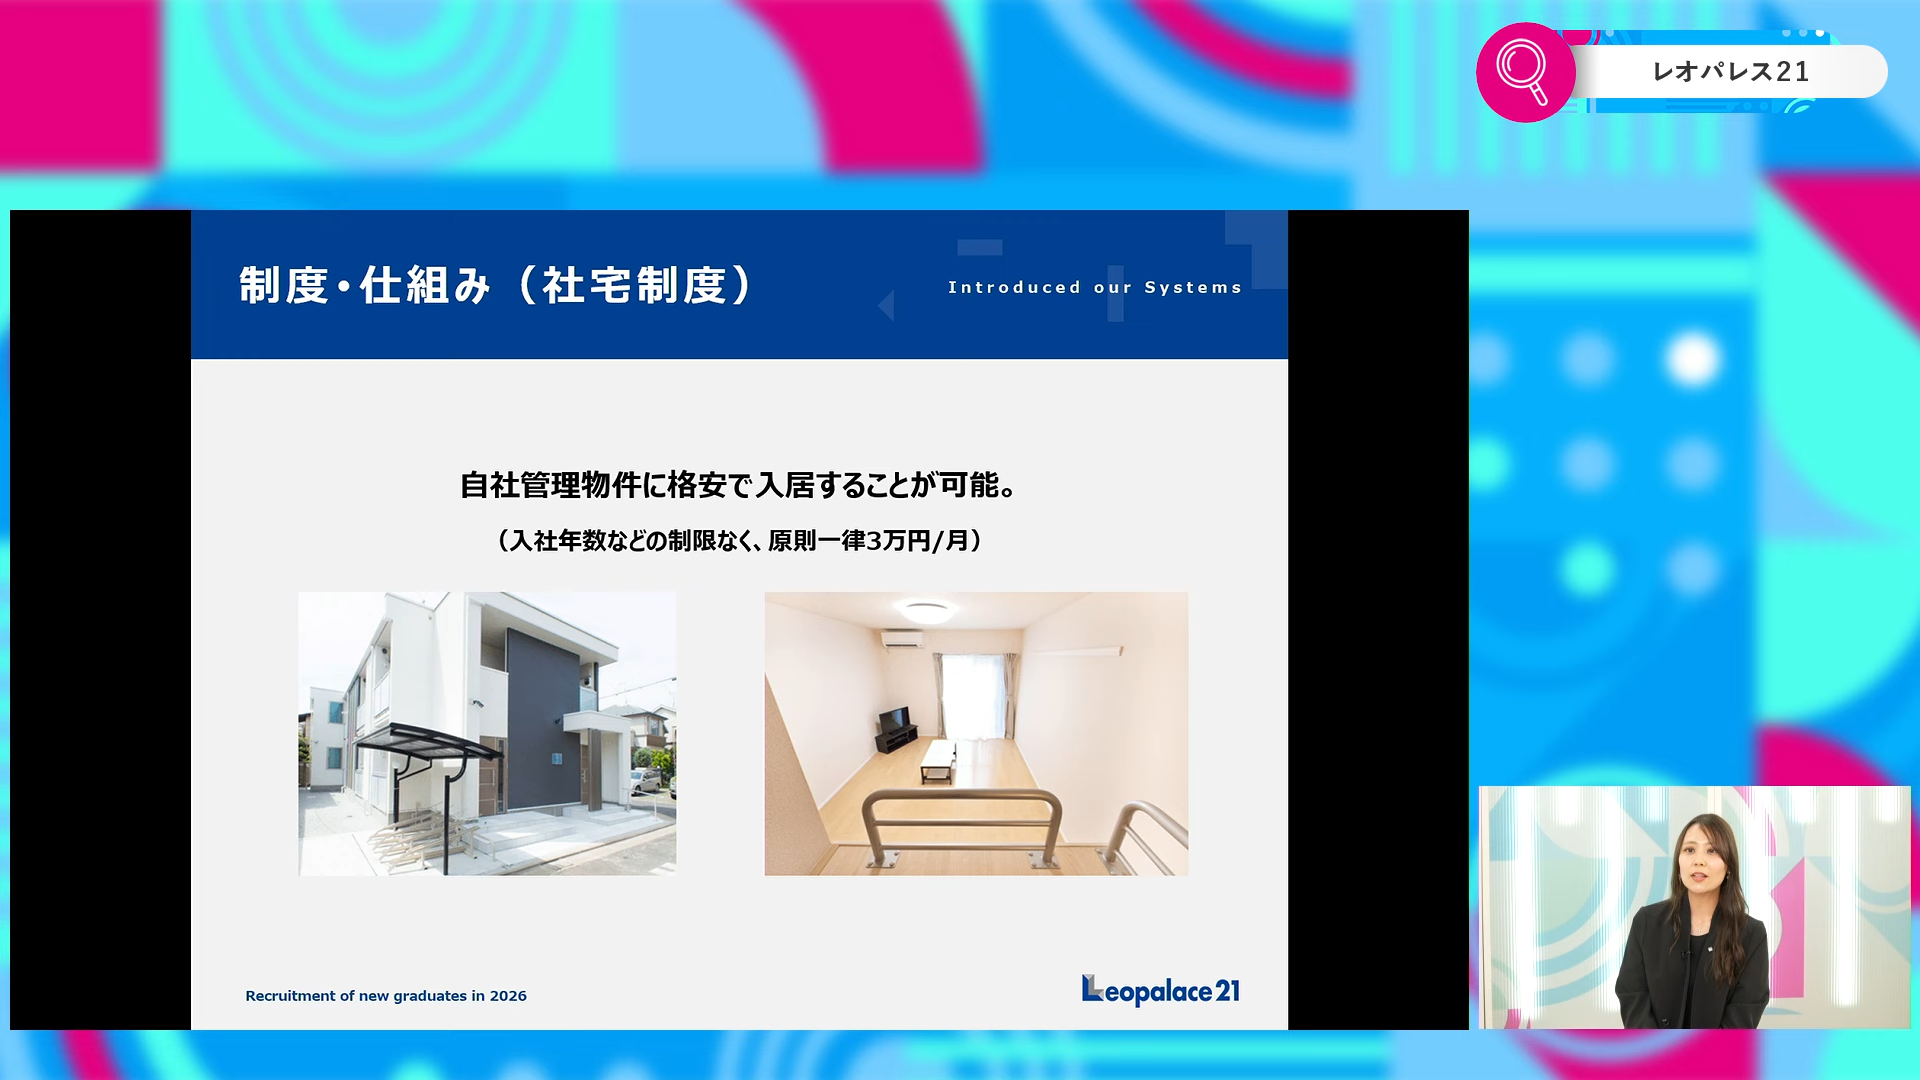 レオパレス21
制度・仕組み（社宅制度）
Introduced our Systems
自社管理物件に格安で入居することが可能。
（入社年数などの制限なく、原則一律3万円/月）
Recruitment of new graduates in 2026
Leopalace21